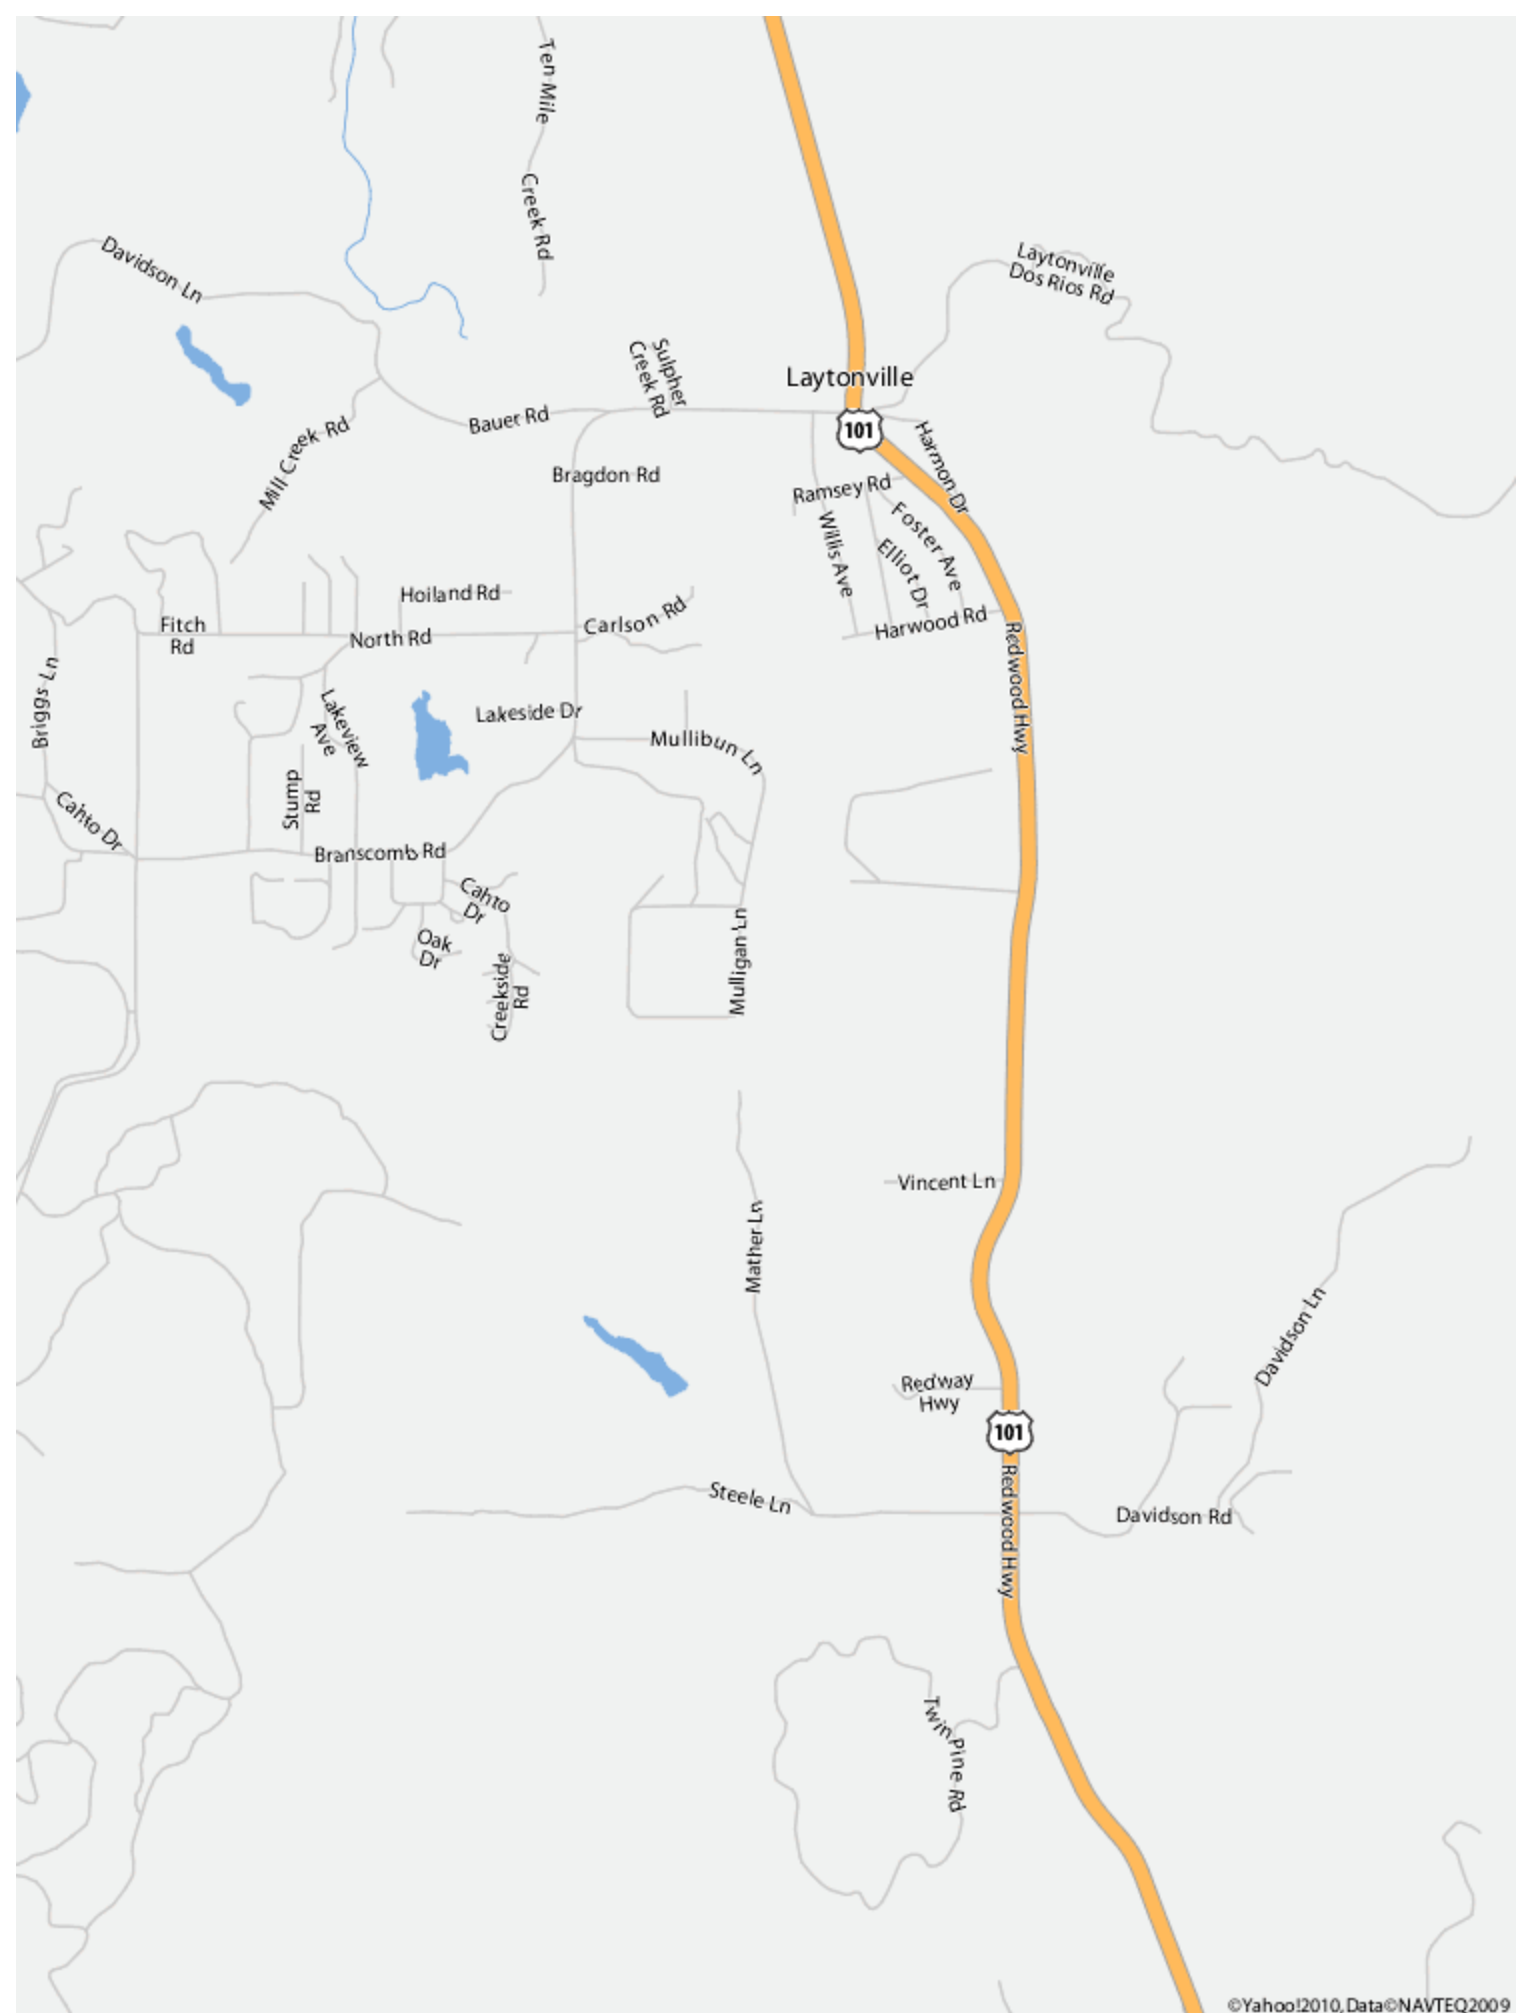 Ten Mile
Creek Rd
Davidson Ln
Laytonville
Dos Rios Rd
Sulpher
Creek Rd
Laytonville
Bauer Rd
101
Harmon Dr
Mill Creek Rd
Bragdon Rd
Ramsey Rd
Foster Ave
Willis Ave
Elliot Dr
Hoiland Rd
Carlson Rd
Harwood Rd
Fitch
Rd
North Rd
Redwood Hwy
Briggs Ln
Lakeview
Ave
Lakeside Dr
Mullibun Ln
Stump
Rd
Cahto Dr
Branscomb Rd
Cahto
Dr
Oak
Dr
Creekside
Rd
Mulligan Ln
Vincent Ln
Mather Ln
Davidson Ln
Redway
Hwy
101
Steele Ln
Redwood Hwy
Davidson Rd
Twin Pine Rd
©Yahoo!2010, Data©NAVTEQ2009